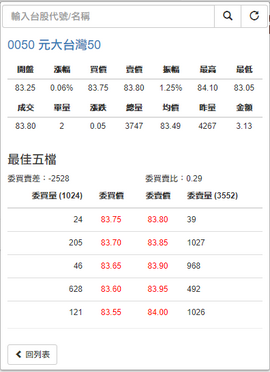 輸入台股代號/名稱
0050 元大台灣50
開盤 漲幅 買價 賣價 振幅 最高 最低
83.25 0.06% 83.75 83.80 1.25% 84.10 83.05
成交 單量 漲跌 總量 均價 昨量 金額
83.80 2 0.05 3747 83.49 4267 3.13
最佳五檔
委買賣差：-2528 委買賣比：0.29
委買量 (1024) 委買價 委賣價 委賣量 (3552)
24 83.75 83.80 39
205 83.70 83.85 1027
46 83.65 83.90 968
628 83.60 83.95 492
121 83.55 84.00 1026
回列表